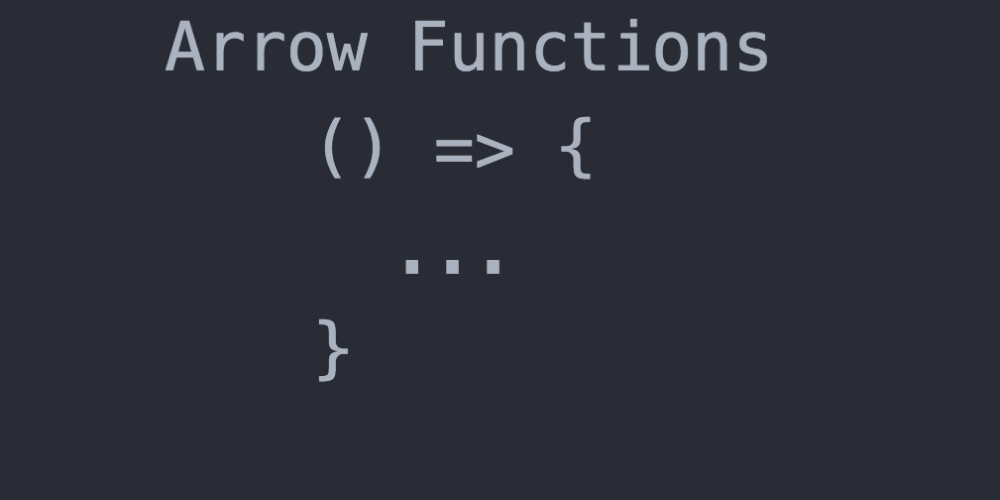 Arrow Functions
() => {
...
}